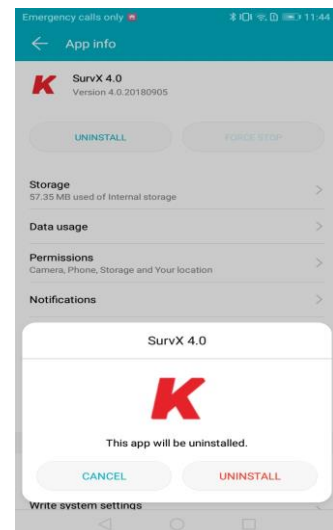 Emergency calls only 11:44
App info
K SurvX 4.0
Version 4.0.20180905
UNINSTALL FORCE STOP
Storage
57.35 MB used of Internal storage
Data usage
Permissions
Camera, Phone, Storage and Your location
Notifications
SurvX 4.0
K
This app will be uninstalled.
CANCEL UNINSTALL
Write system settings